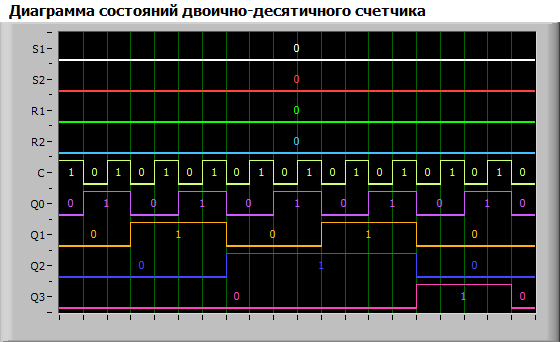 Диаграмма состояний двоично-десятичного счетчика
S1 0
S2 0
R1 0
R2 0
C 1 0 1 0 1 0 1 0 1 0 1 0 1 0 1 0 1 0 1 0
Q0 0 1 0 1 0 1 0 1 0 1 0
Q1 0 1 0 1 0
Q2 0 1 0
Q3 0 1 0